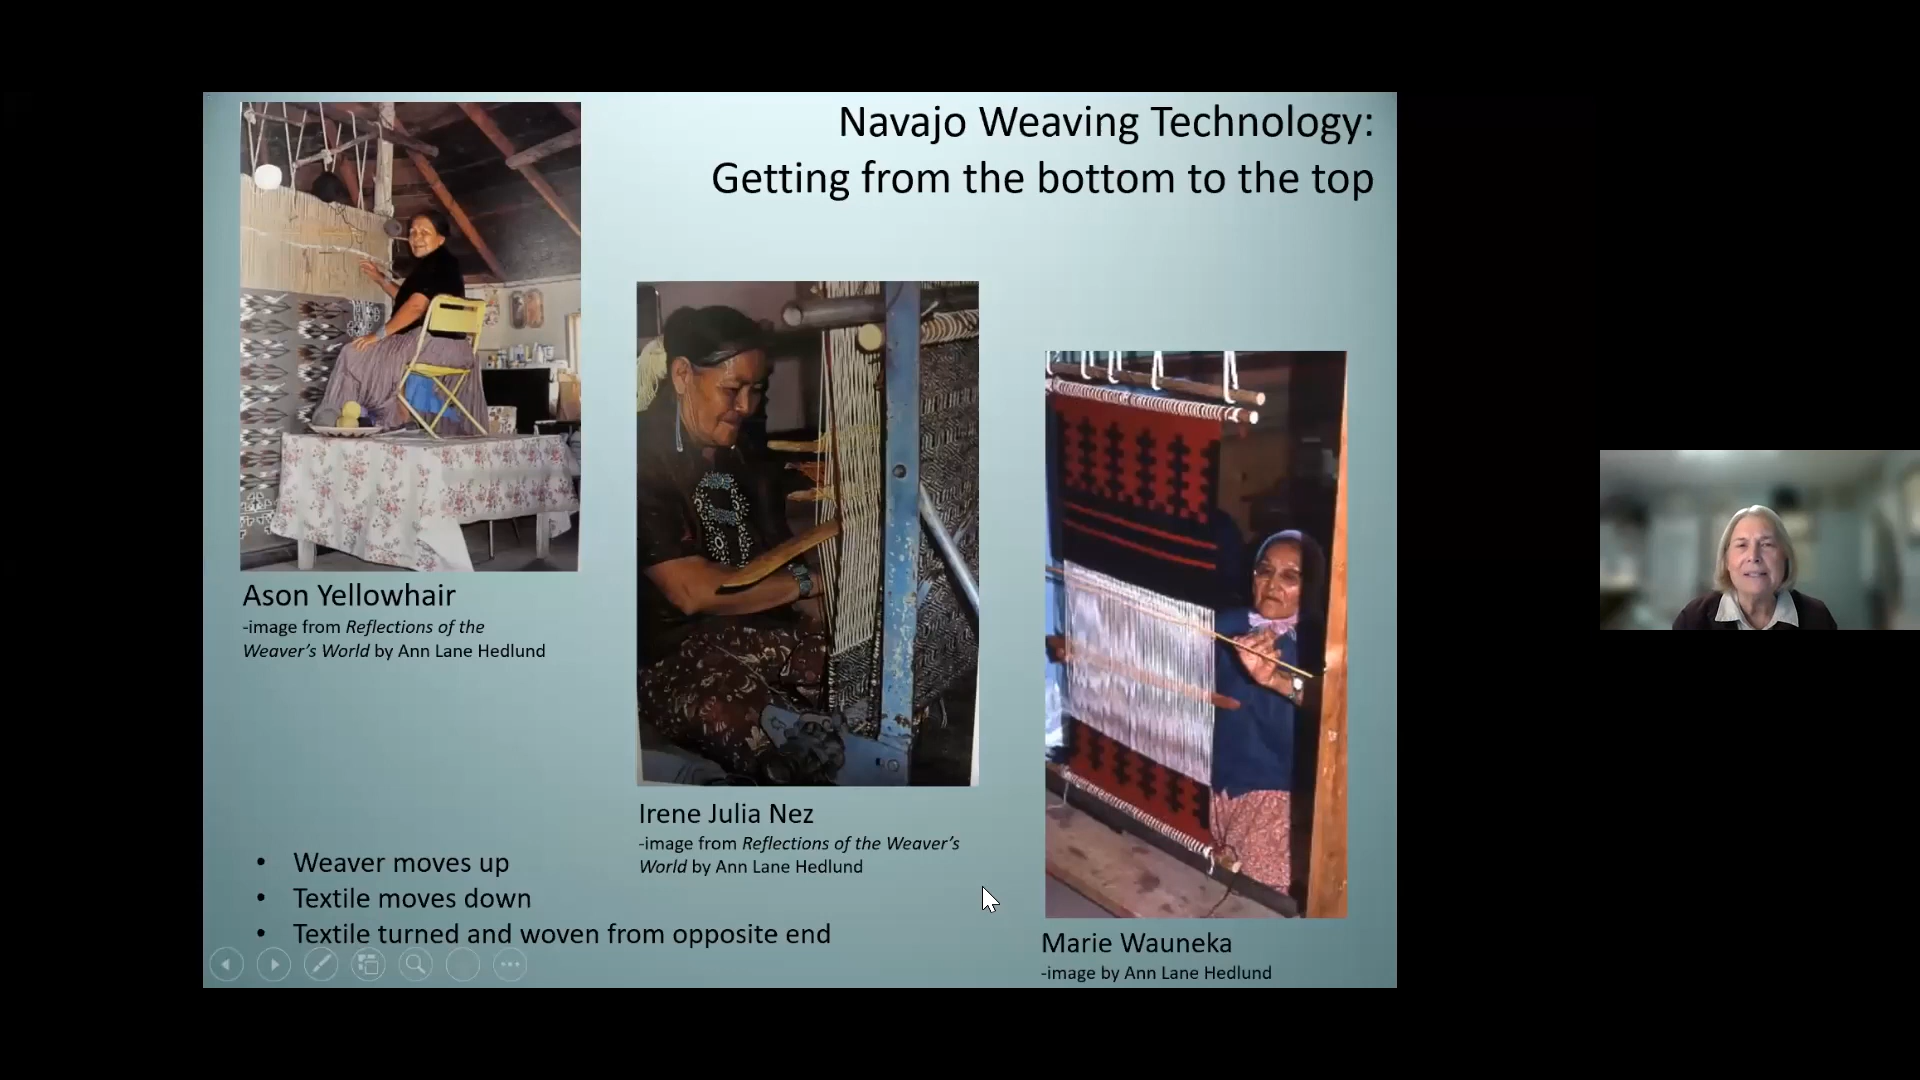 Navajo Weaving Technology:
Getting from the bottom to the top
Ason Yellowhair
-image from Reflections of the
Weaver’s World by Ann Lane Hedlund
Irene Julia Nez
-image from Reflections of the Weaver’s
World by Ann Lane Hedlund
• Weaver moves up
• Textile moves down
• Textile turned and woven from opposite end
Marie Wauneka
-image by Ann Lane Hedlund